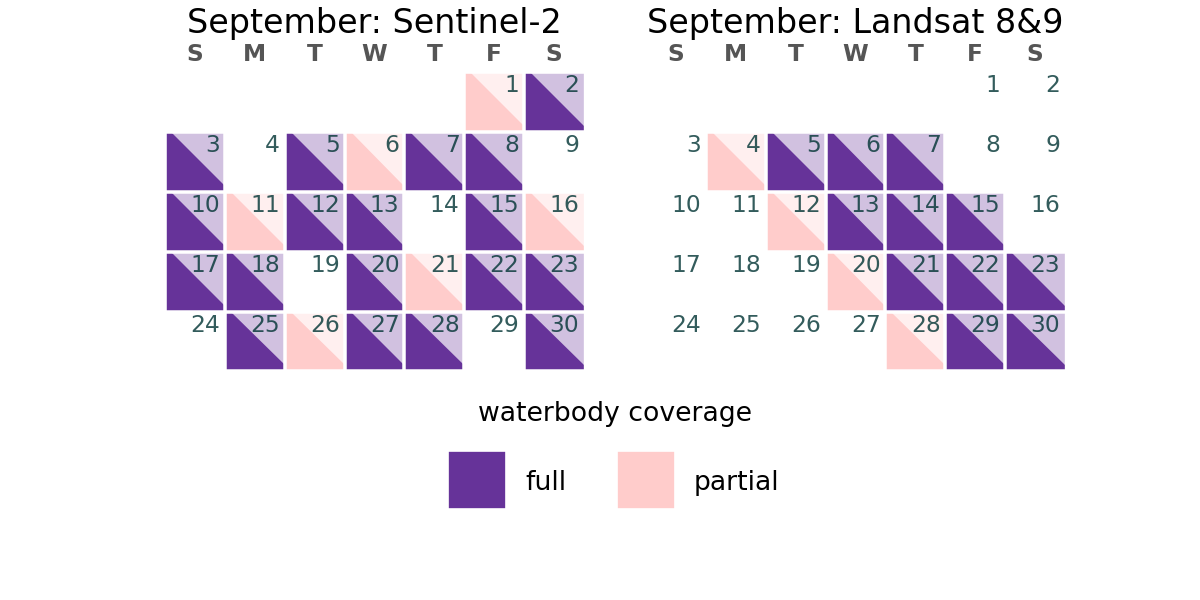 September: Sentinel-2
S M T W T F S
1 2
3 4 5 6 7 8 9
10 11 12 13 14 15 16
17 18 19 20 21 22 23
24 25 26 27 28 29 30
September: Landsat 8&9
S M T W T F S
1 2
3 4 5 6 7 8 9
10 11 12 13 14 15 16
17 18 19 20 21 22 23
24 25 26 27 28 29 30
waterbody coverage
full partial